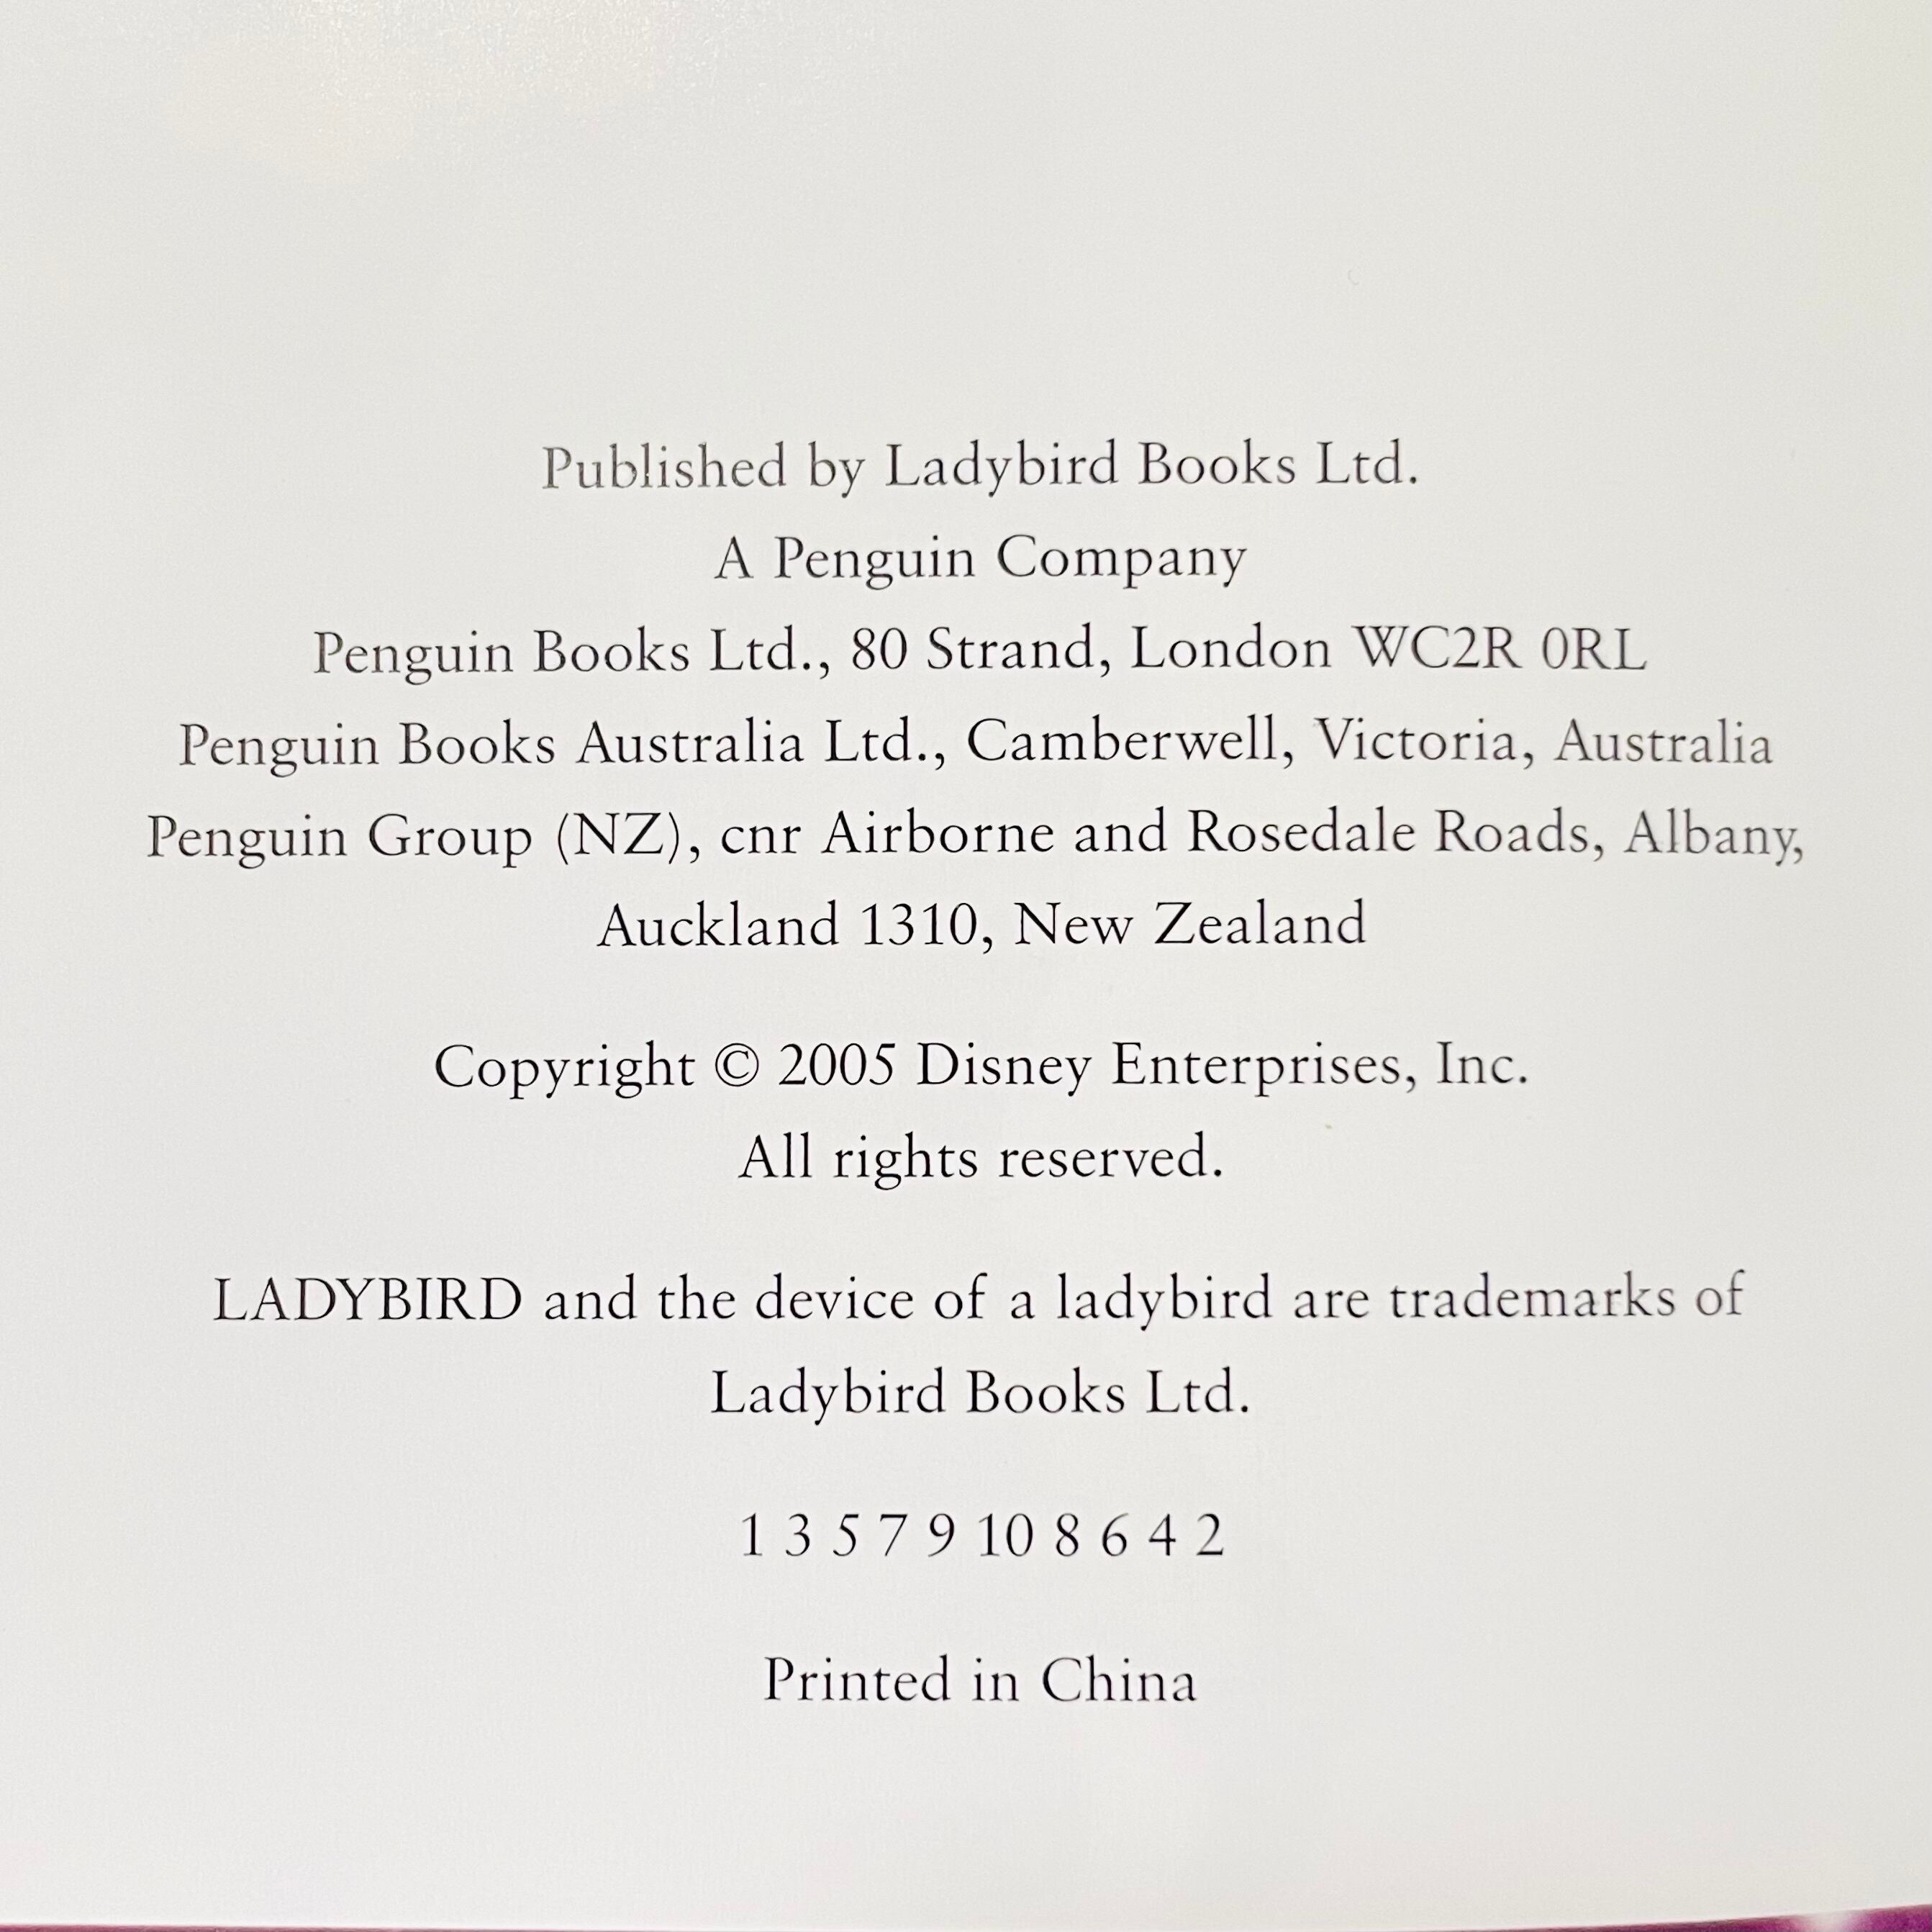 Published by Ladybird Books Ltd.
A Penguin Company
Penguin Books Ltd., 80 Strand, London WC2R 0RL
Penguin Books Australia Ltd., Camberwell, Victoria, Australia
Penguin Group (NZ), cnr Airborne and Rosedale Roads, Albany,
Auckland 1310, New Zealand
Copyright © 2005 Disney Enterprises, Inc.
All rights reserved.
LADYBIRD and the device of a ladybird are trademarks of
Ladybird Books Ltd.
1 3 5 7 9 10 8 6 4 2
Printed in China